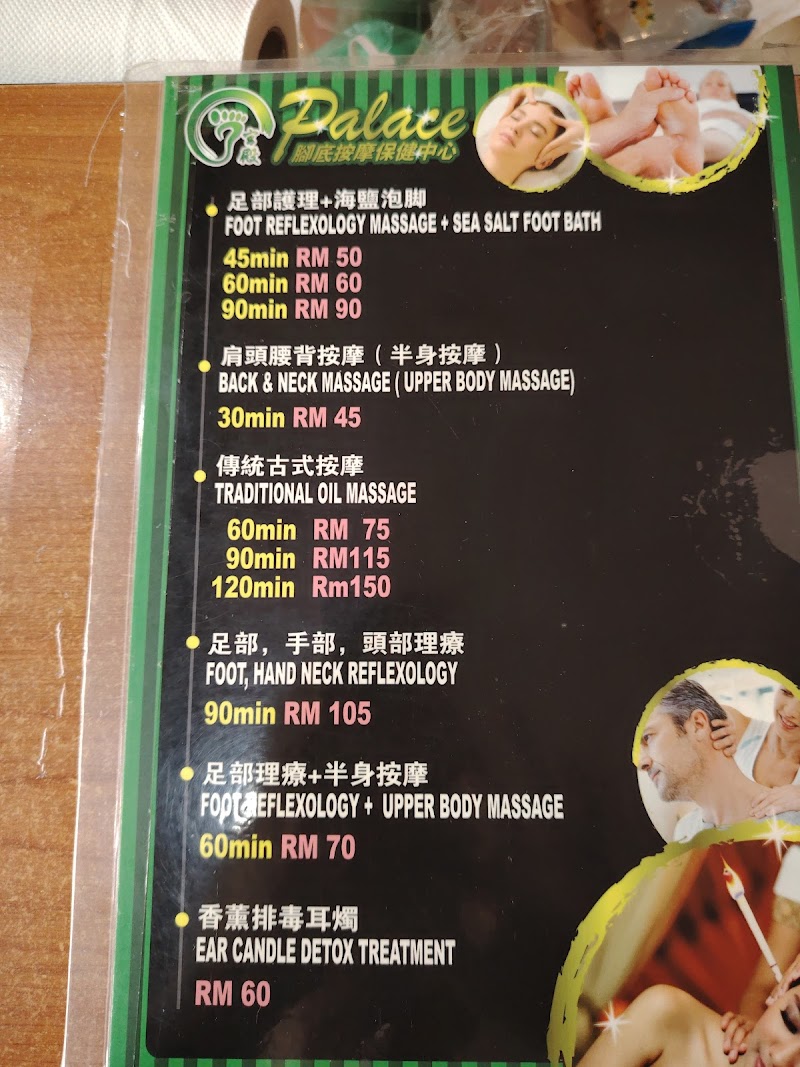 Palace
宮殿
腳底按摩保健中心
足部護理+海鹽泡脚
FOOT REFLEXOLOGY MASSAGE + SEA SALT FOOT BATH
45min RM 50
60min RM 60
90min RM 90
肩頭腰背按摩（半身按摩）
BACK & NECK MASSAGE ( UPPER BODY MASSAGE)
30min RM 45
傳統古式按摩
TRADITIONAL OIL MASSAGE
60min RM 75
90min RM115
120min Rm150
足部，手部，頭部理療
FOOT, HAND NECK REFLEXOLOGY
90min RM 105
足部理療+半身按摩
FOOT REFLEXOLOGY + UPPER BODY MASSAGE
60min RM 70
香薰排毒耳燭
EAR CANDLE DETOX TREATMENT
RM 60